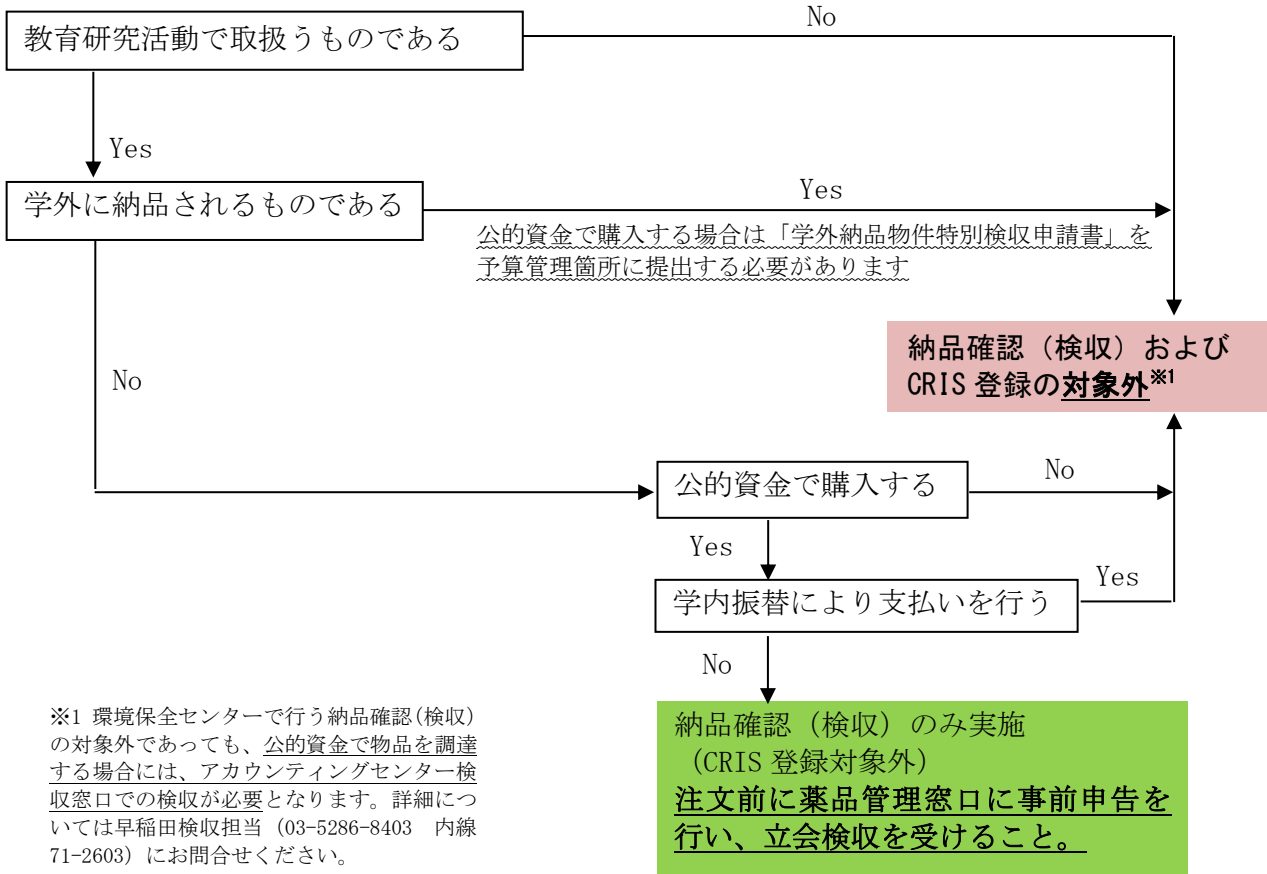 No
教育研究活動で取扱うものである
Yes
学外に納品されるものである
Yes
公的資金で購入する場合は「学外納品物件特別検収申請書」を
予算管理箇所に提出する必要があります
納品確認（検収）および
CRIS 登録の対象外※1
No
公的資金で購入する
No
Yes
学内振替により支払いを行う
Yes
No
納品確認（検収）のみ実施
（CRIS 登録対象外）
注文前に薬品管理窓口に事前申告を
行い、立会検収を受けること。
※1 環境保全センターで行う納品確認(検収)
の対象外であっても、公的資金で物品を調達
する場合には、アカウンティングセンター検
収窓口での検収が必要となります。詳細につ
いては早稲田検収担当（03-5286-8403　内線
71-2603）にお問合せください。